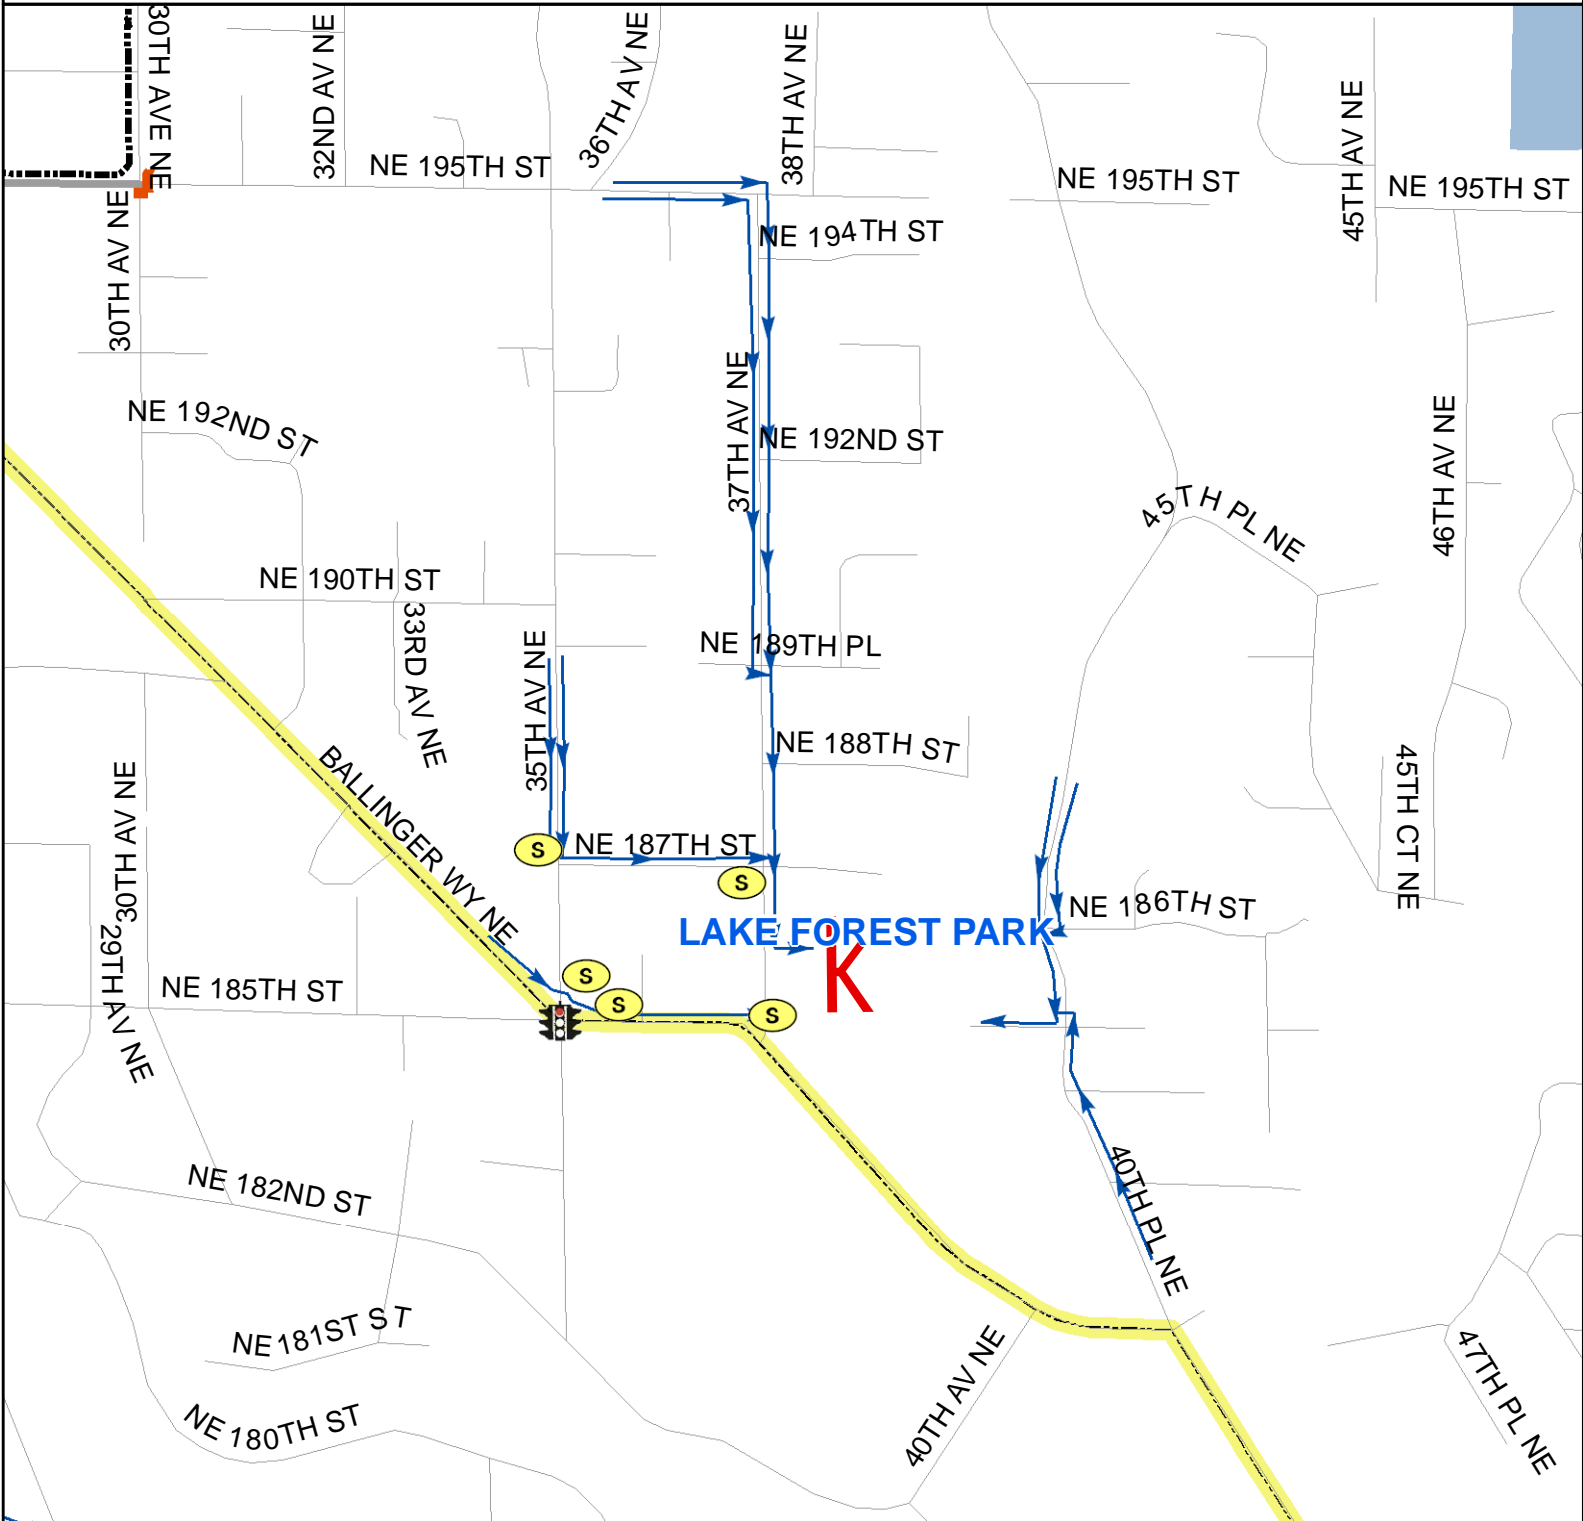 30TH AVE NE
32ND AV NE
36TH AV NE
38TH AV NE
45TH AV NE
NE 195TH ST
NE 195TH ST
NE 195TH ST
30TH AV NE
NE 194TH ST
37TH AV NE
NE 192ND ST
NE 192ND ST
46TH AV NE
45TH PL NE
NE 190TH ST
33RD AV NE
35TH AV NE
NE 189TH PL
NE 188TH ST
BALLINGER WY NE
30TH AV NE
45TH CT NE
S
NE 187TH ST
S
NE 186TH ST
29TH AV NE
LAKE FOREST PARK
K
S
NE 185TH ST
S
S
40TH PL NE
NE 182ND ST
NE 181ST ST
40TH AV NE
47TH PL NE
NE 180TH ST